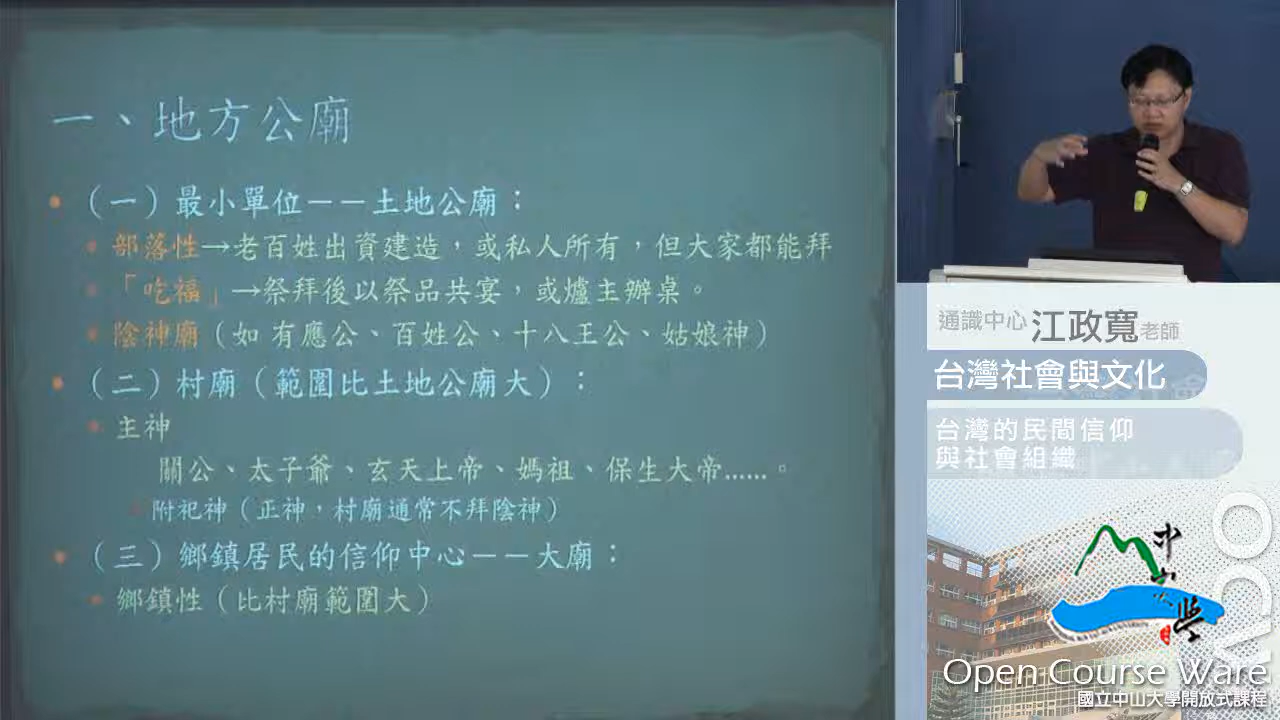 一、地方公廟
(一)最小單位－－土地公廟：
部落性→老百姓出資建造，或私人所有，但大家都能拜
「吃福」→祭拜後以祭品共宴，或爐主辦桌。
陰神廟(如 有應公、百姓公、十八王公、姑娘神)
(二)村廟(範圍比土地公廟大)：
主神
關公、太子爺、玄天上帝、媽祖、保生大帝……。
附祀神(正神，村廟通常不拜陰神)
(三)鄉鎮居民的信仰中心－－大廟：
鄉鎮性(比村廟範圍大)
通識中心 江政寬老師
台灣社會與文化
台灣的民間信仰
與社會組織
中山大學
OCW
Open Course Ware
國立中山大學開放式課程